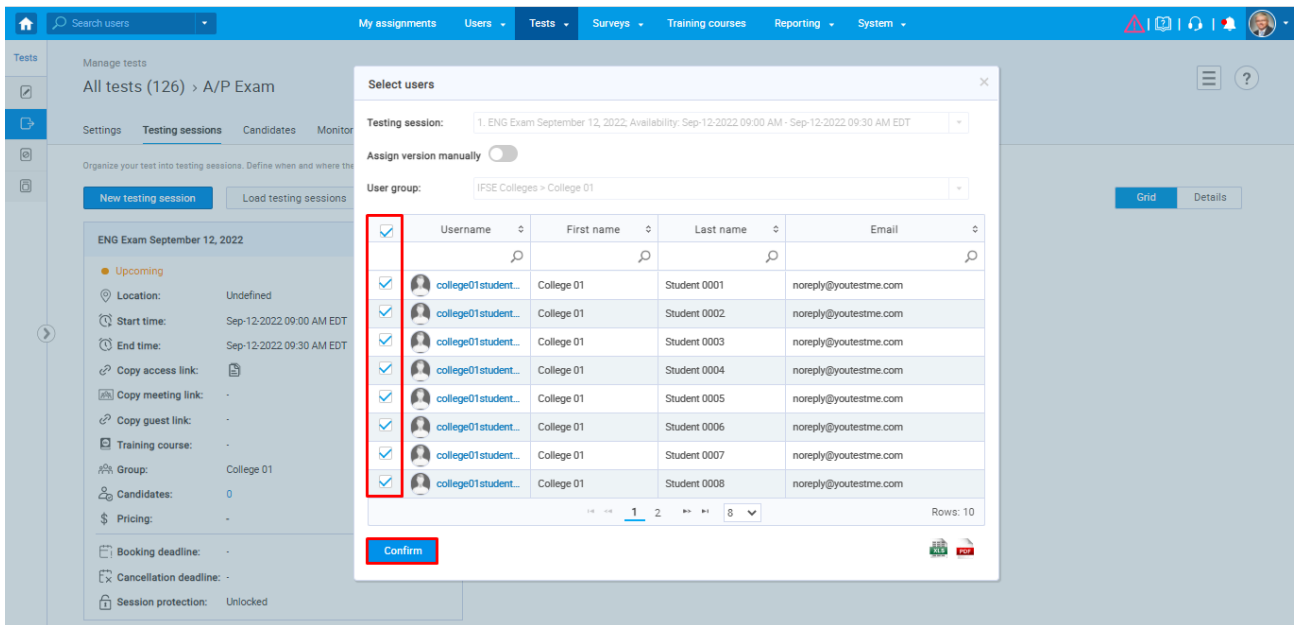 Search users
My assignments Users Tests Surveys Training courses Reporting System
Tests
Manage tests
All tests (126) › A/P Exam
?
Settings Testing sessions Candidates Monitor
Organize your test into testing sessions. Define when and where the
New testing session Load testing sessions
Grid Details
ENG Exam September 12, 2022
Upcoming
Location: Undefined
Start time: Sep-12-2022 09:00 AM EDT
End time: Sep-12-2022 09:30 AM EDT
Copy access link:
Copy meeting link: -
Copy guest link: -
Training course: -
Group: College 01
Candidates: 0
Pricing: -
Booking deadline: -
Cancellation deadline: -
Session protection: Unlocked
Select users
Testing session: 1. ENG Exam September 12, 2022; Availability: Sep-12-2022 09:00 AM - Sep-12-2022 09:30 AM EDT
Assign version manually
User group: IFSE Colleges > College 01
Username First name Last name Email
college01student... College 01 Student 0001 noreply@youtestme.com
college01student... College 01 Student 0002 noreply@youtestme.com
college01student... College 01 Student 0003 noreply@youtestme.com
college01student... College 01 Student 0004 noreply@youtestme.com
college01student... College 01 Student 0005 noreply@youtestme.com
college01student... College 01 Student 0006 noreply@youtestme.com
college01student... College 01 Student 0007 noreply@youtestme.com
college01student... College 01 Student 0008 noreply@youtestme.com
1 2 8 Rows: 10
Confirm
XLS PDF